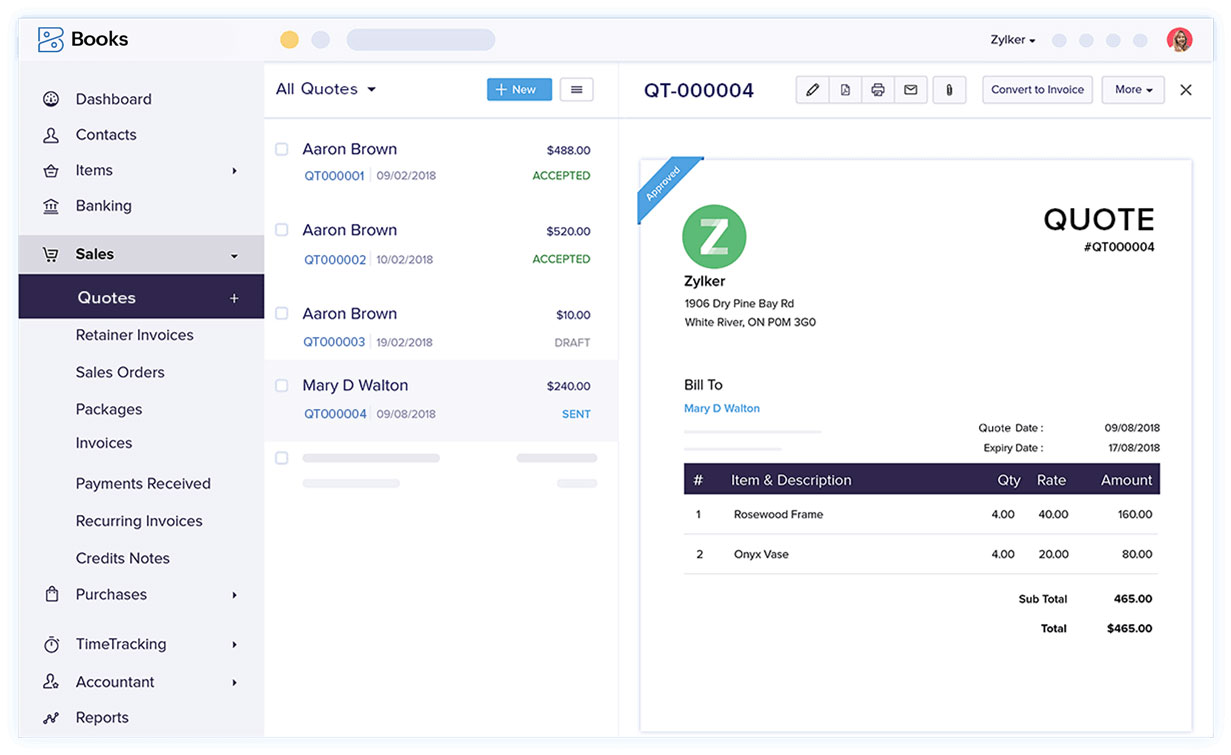 Books
Zylker
Dashboard
Contacts
Items
Banking
Sales
Quotes +
Retainer Invoices
Sales Orders
Packages
Invoices
Payments Received
Recurring Invoices
Credits Notes
Purchases
TimeTracking
Accountant
Reports
All Quotes
+ New
Aaron Brown $488.00
QT000001 09/02/2018 ACCEPTED
Aaron Brown $520.00
QT000002 10/02/2018 ACCEPTED
Aaron Brown $10.00
QT000003 19/02/2018 DRAFT
Mary D Walton $240.00
QT000004 09/08/2018 SENT
QT-000004
Convert to Invoice
More
Approved
Z
QUOTE
#QT000004
Zylker
1906 Dry Pine Bay Rd
White River, ON P0M 3G0
Bill To
Mary D Walton
Quote Date : 09/08/2018
Expiry Date : 17/08/2018
# Item & Description Qty Rate Amount
1 Rosewood Frame 4.00 40.00 160.00
2 Onyx Vase 4.00 20.00 80.00
Sub Total 465.00
Total $465.00